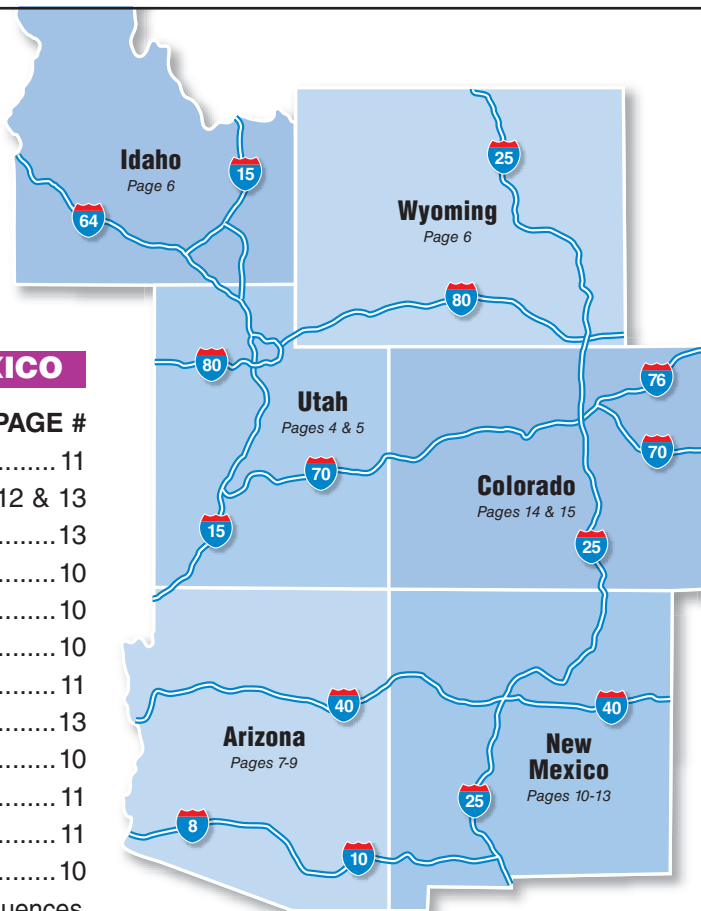 XICO
PAGE #
......... 11
12 & 13
......... 13
......... 10
......... 10
......... 10
......... 11
......... 13
......... 10
......... 11
......... 11
......... 10
uences
Idaho
Page 6
15
64
Wyoming
Page 6
25
80
80
Utah
Pages 4 & 5
70
15
76
70
Colorado
Pages 14 & 15
25
Arizona
Pages 7-9
40
8
10
40
New
Mexico
Pages 10-13
25